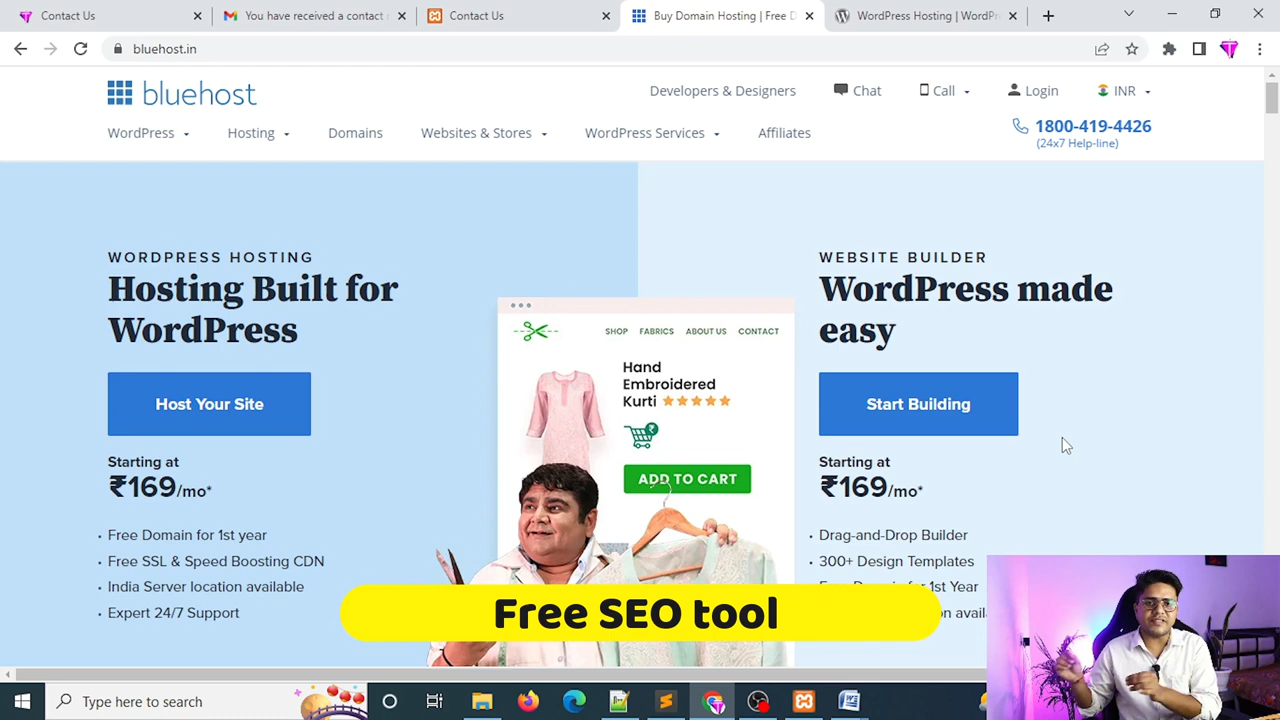 Contact Us
You have received a contact
Contact Us
Buy Domain Hosting | Free D
WordPress Hosting | WordPr
bluehost.in
bluehost
Developers & Designers
Chat
Call
Login
INR
WordPress
Hosting
Domains
Websites & Stores
WordPress Services
Affiliates
1800-419-4426
(24x7 Help-line)
WORDPRESS HOSTING
Hosting Built for
WordPress
Host Your Site
Starting at
₹169/mo*
• Free Domain for 1st year
• Free SSL & Speed Boosting CDN
• India Server location available
• Expert 24/7 Support
SHOP FABRICS ABOUT US CONTACT
Hand
Embroidered
Kurti
₹
ADD TO CART
WEBSITE BUILDER
WordPress made
easy
Start Building
Starting at
₹169/mo*
• Drag-and-Drop Builder
• 300+ Design Templates
Free Domain for 1st Year
Free SEO tool
Type here to search